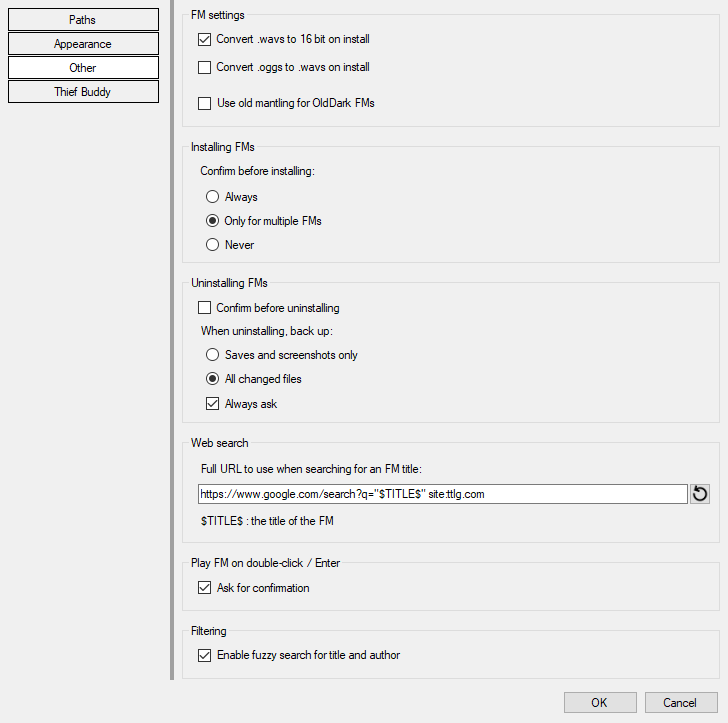 Paths
Appearance
Other
Thief Buddy
FM settings
Convert .wavs to 16 bit on install
Convert .oggs to .wavs on install
Use old mantling for OldDark FMs
Installing FMs
Confirm before installing:
Always
Only for multiple FMs
Never
Uninstalling FMs
Confirm before uninstalling
When uninstalling, back up:
Saves and screenshots only
All changed files
Always ask
Web search
Full URL to use when searching for an FM title:
https://www.google.com/search?q="$TITLE$" site:ttlg.com
$TITLE$ : the title of the FM
Play FM on double-click / Enter
Ask for confirmation
Filtering
Enable fuzzy search for title and author
OK
Cancel